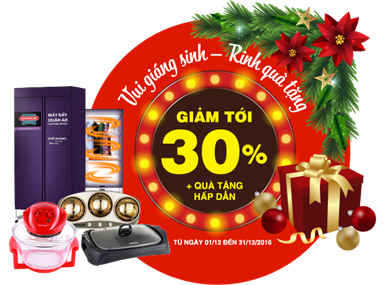 Vui giáng sinh – Rinh quà tặng
GIẢM TỚI
30%
+ QUÀ TẶNG
HẤP DẪN
TỪ NGÀY 01/12 ĐẾN 31/12/2016
MÁY SẤY
QUẦN ÁO